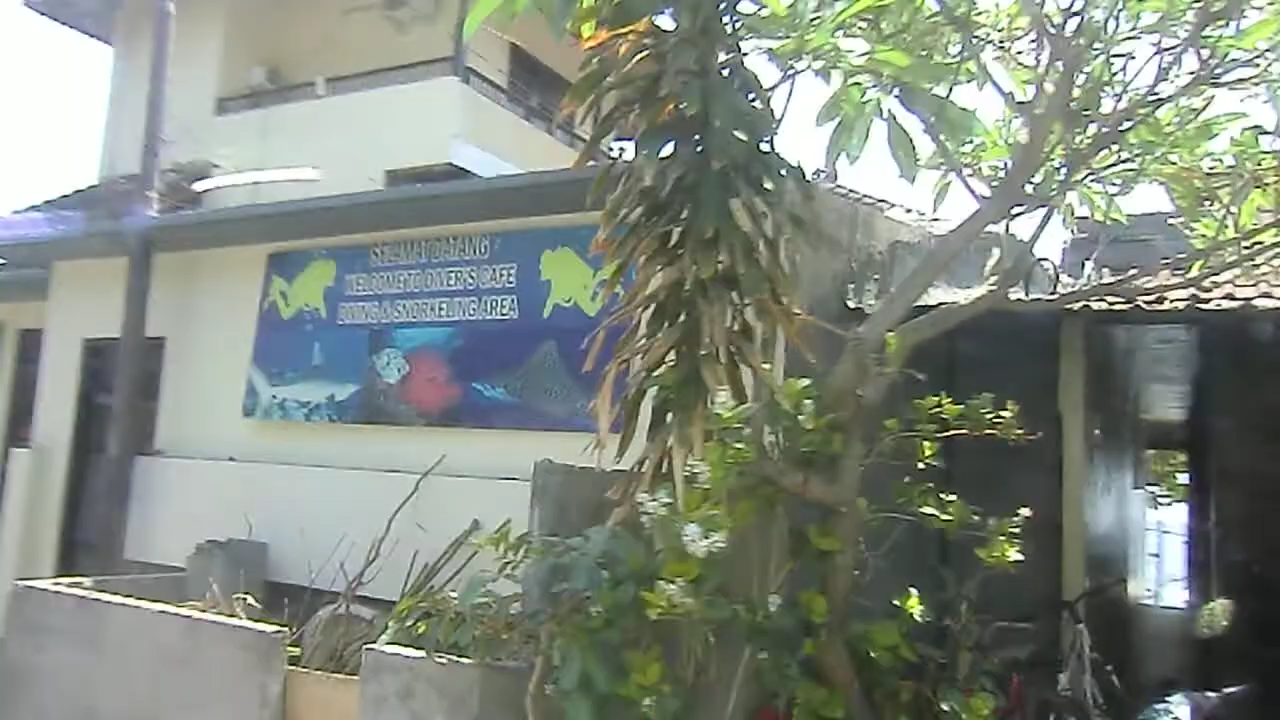 SELAMAT DATANG
WELCOME TO DIVER'S CAFE
DIVING & SNORKELING AREA